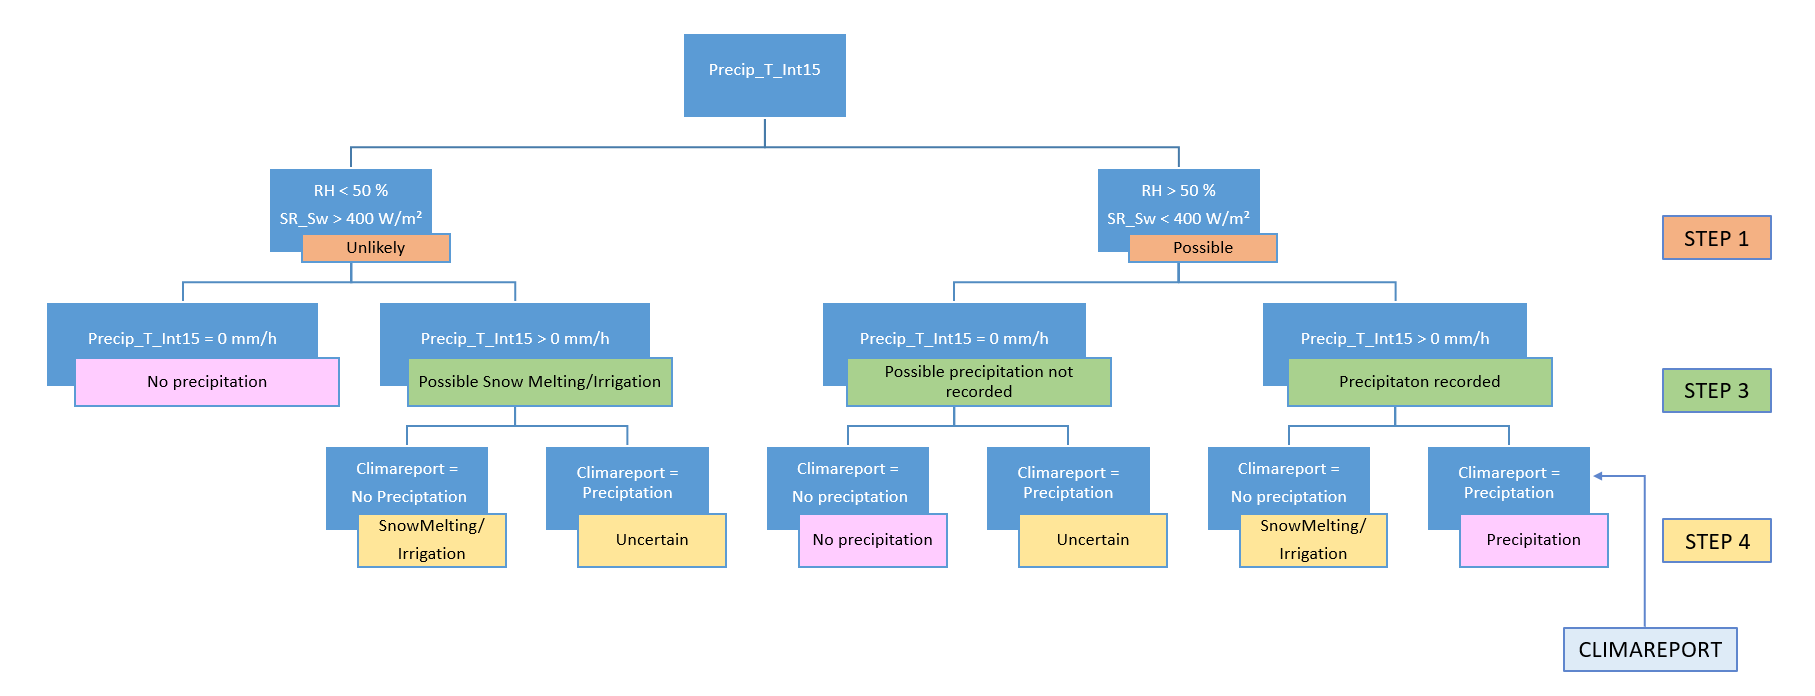 Precip_T_Int15
RH < 50 %
SR_Sw > 400 W/m²
Unlikely
RH > 50 %
SR_Sw < 400 W/m²
Possible
STEP 1
Precip_T_Int15 = 0 mm/h
No precipitation
Precip_T_Int15 > 0 mm/h
Possible Snow Melting/Irrigation
Precip_T_Int15 = 0 mm/h
Possible precipitation not
recorded
Precip_T_Int15 > 0 mm/h
Precipitaton recorded
STEP 3
Climareport =
No Preciptation
SnowMelting/
Irrigation
Climareport =
Preciptation
Uncertain
Climareport =
No preciptation
No precipitation
Climareport =
Preciptation
Uncertain
Climareport =
No preciptation
SnowMelting/
Irrigation
Climareport =
Preciptation
Precipitation
STEP 4
CLIMAREPORT